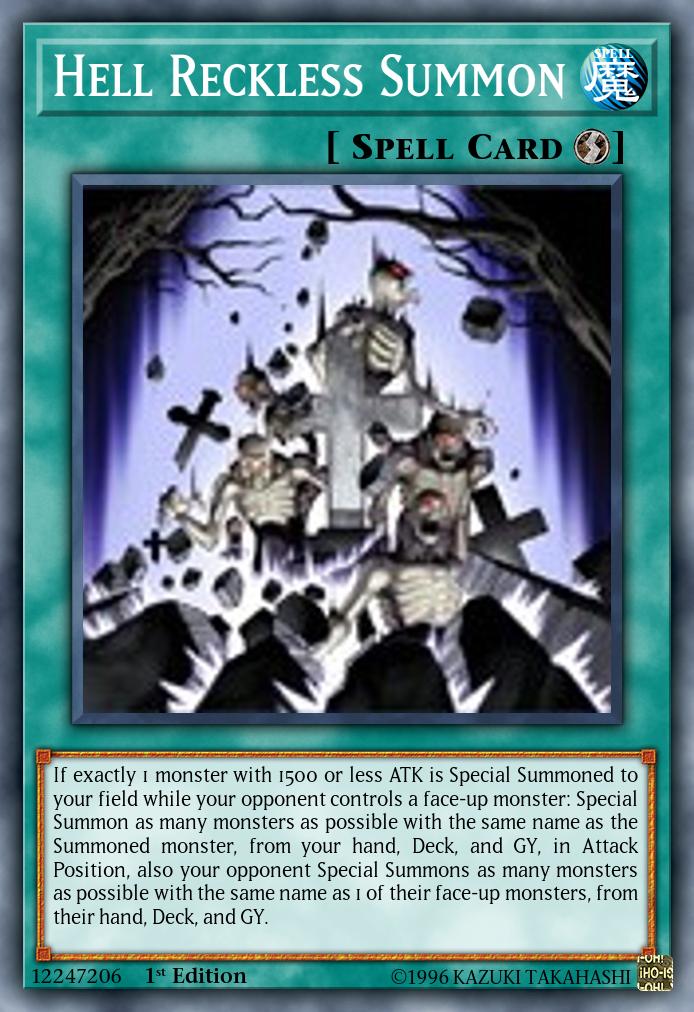 Hell Reckless Summon
SPELL
魔
[ Spell Card ]
If exactly 1 monster with 1500 or less ATK is Special Summoned to
your field while your opponent controls a face-up monster: Special
Summon as many monsters as possible with the same name as the
Summoned monster, from your hand, Deck, and GY, in Attack
Position, also your opponent Special Summons as many monsters
as possible with the same name as 1 of their face-up monsters, from
their hand, Deck, and GY.
12247206 1st Edition ©1996 KAZUKI TAKAHASHI